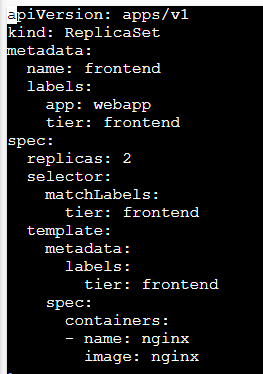 apiVersion: apps/v1
kind: ReplicaSet
metadata:
  name: frontend
  labels:
    app: webapp
    tier: frontend
spec:
  replicas: 2
  selector:
    matchLabels:
      tier: frontend
  template:
    metadata:
      labels:
        tier: frontend
    spec:
      containers:
      - name: nginx
        image: nginx